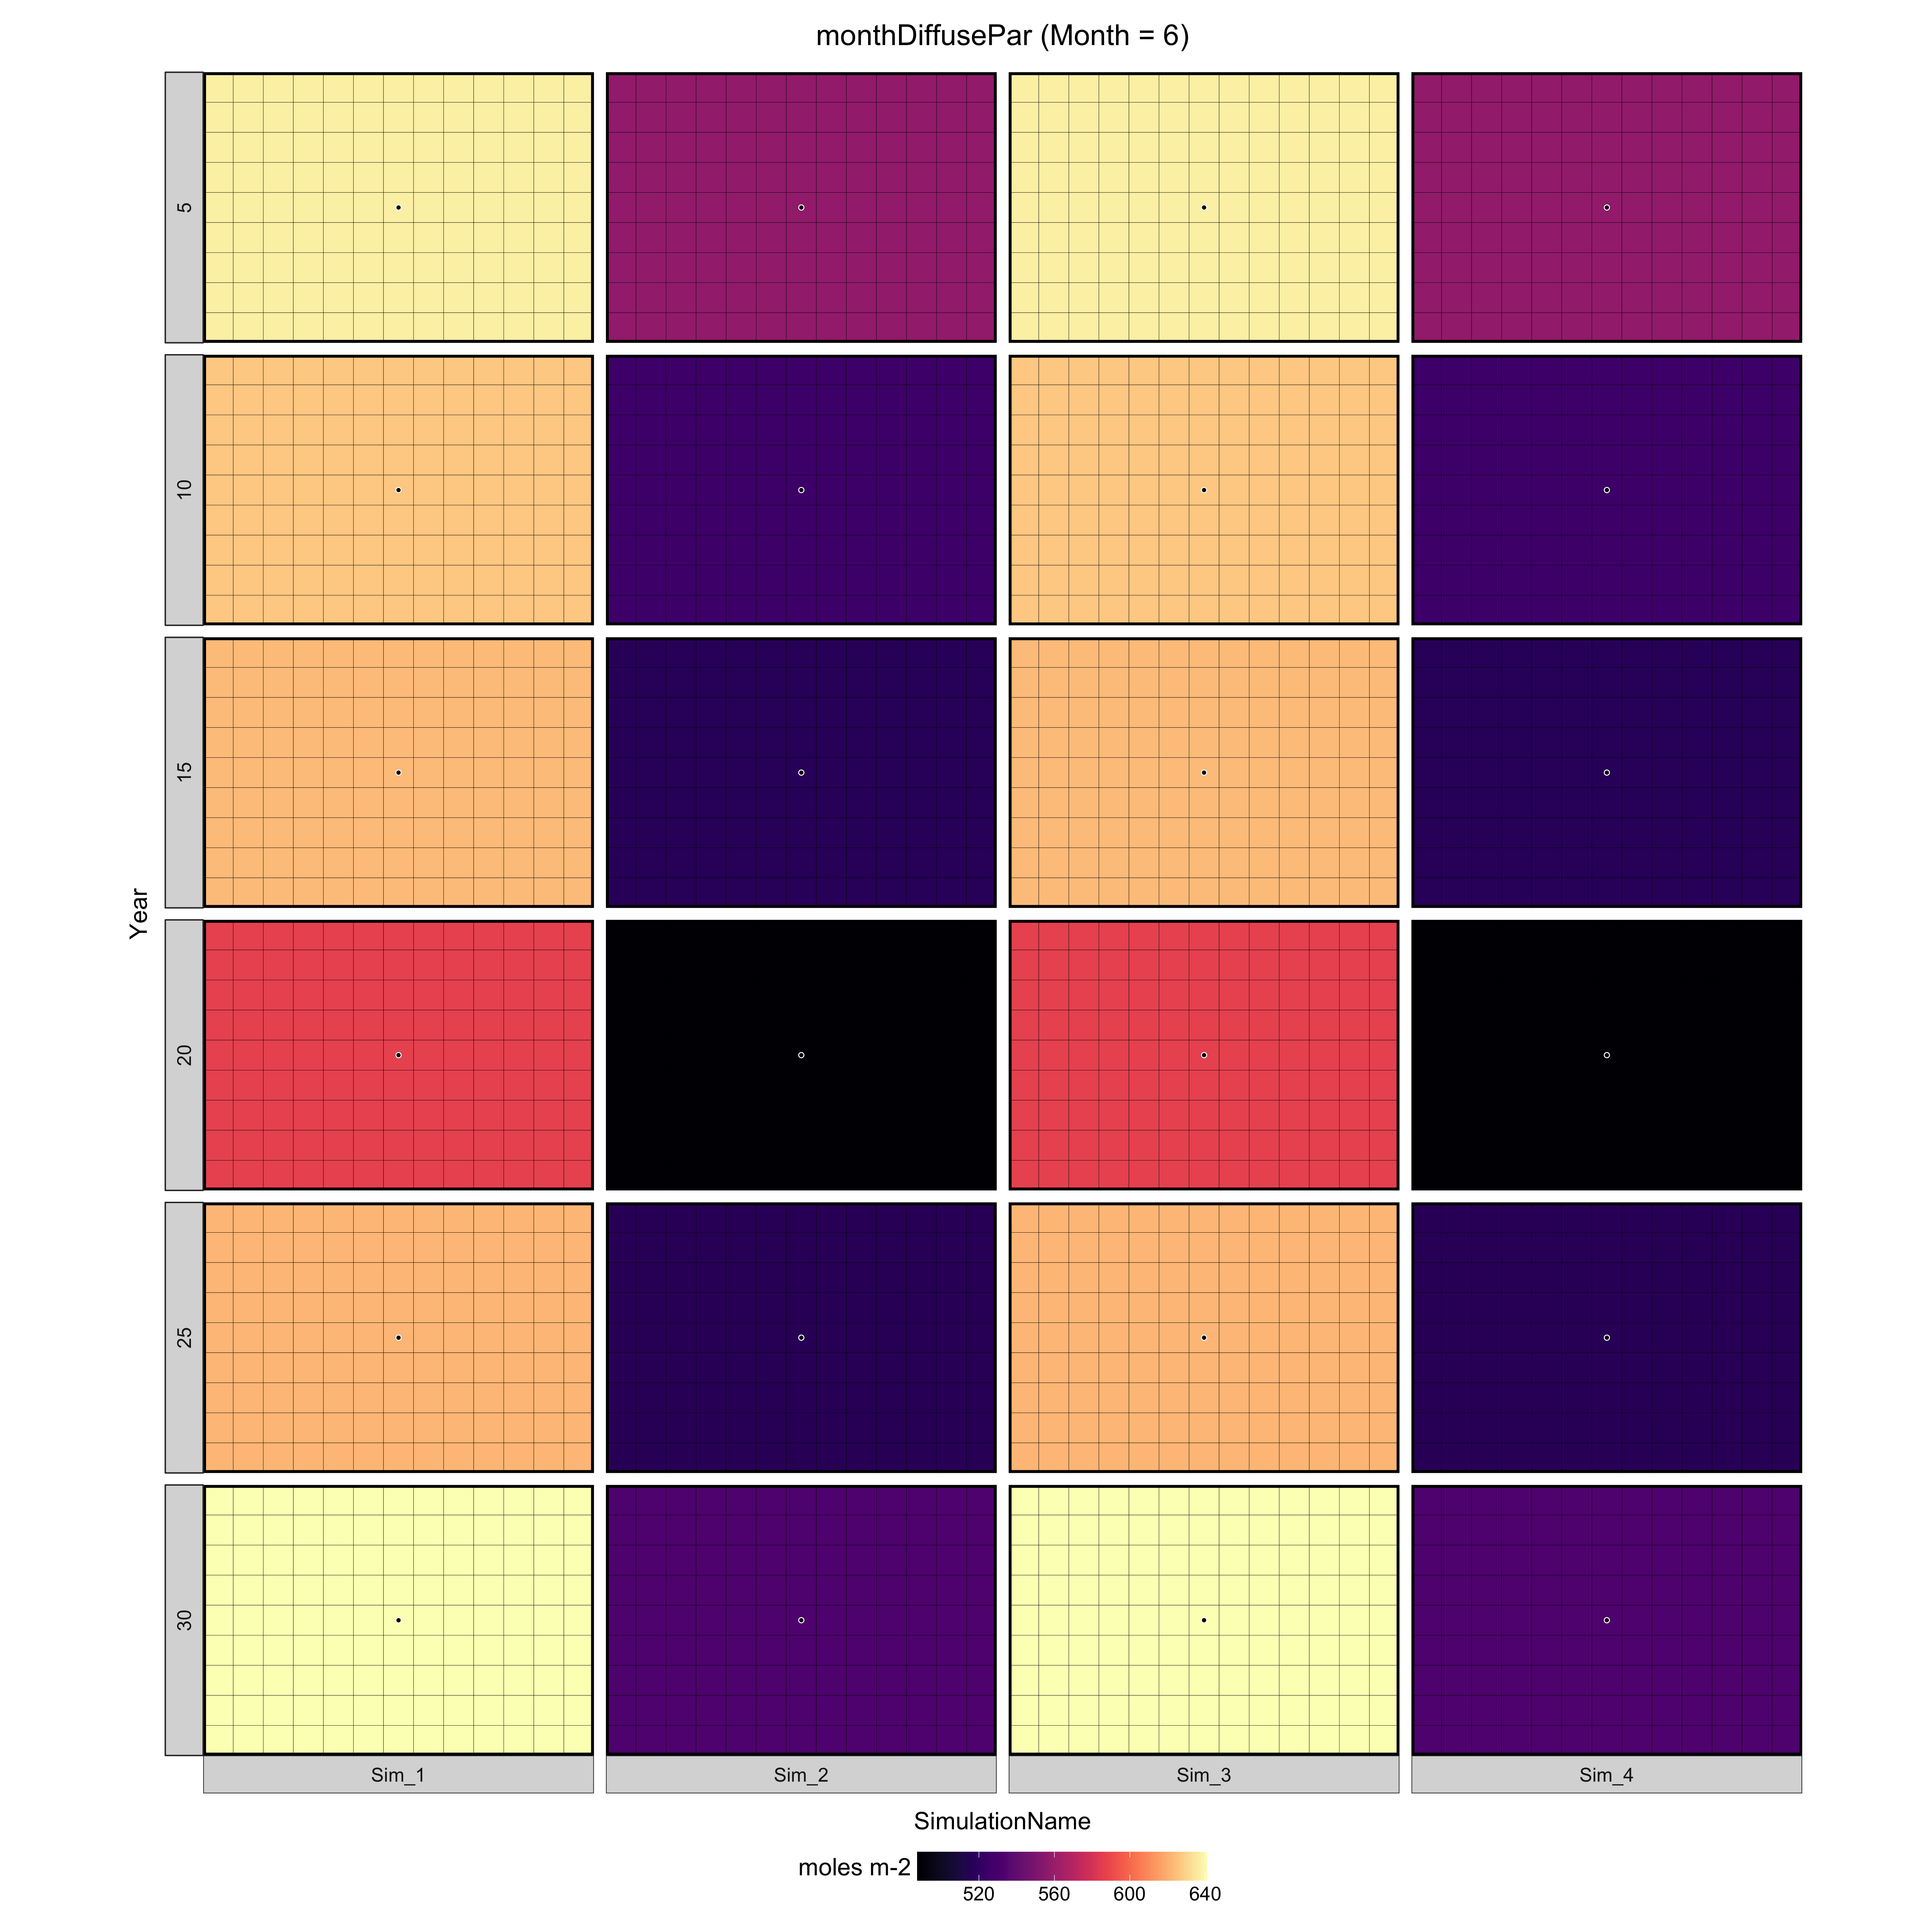 monthDiffusePar (Month = 6)
Year
5
10
15
20
25
30
Sim_1 Sim_2 Sim_3 Sim_4
SimulationName
moles m-2
520 560 600 640